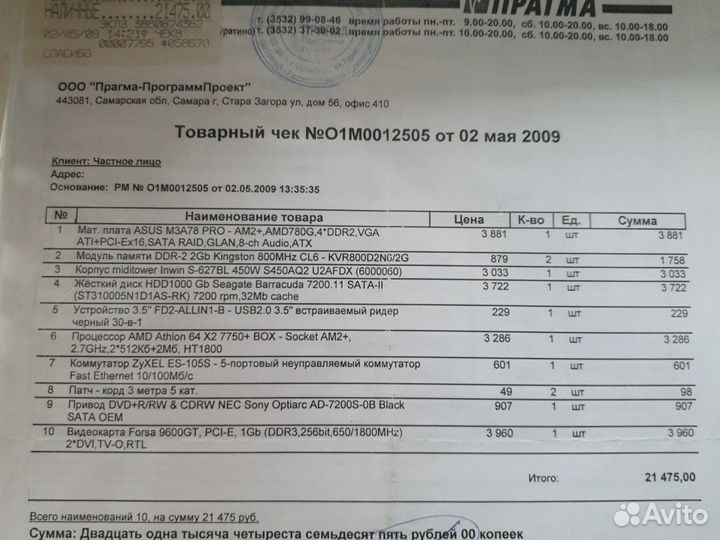 НАЛИЧНЫЕ 21475.00
ЭКЛЗ 3850874562
02/05/09 14:21Ф ЧЕК8
00007795 #058670
СПАСИБО
ПРАГМА
т. (3532) 99-08-46 время работы пн.-пт. 9.00-20.00, сб. 10.00-20.00, вс. 10.00-18.00
т. (3532) 37-30-02 время работы пн.-пт. 10.00-20.00, сб. 10.00-20.00, вс. 10.00-18.00
ООО "Прагма-ПрограммПроект"
443081, Самарская обл, Самара г, Стара Загора ул, дом 56, офис 410
Товарный чек №О1М0012505 от 02 мая 2009
Клиент: Частное лицо
Адрес:
Основание: РМ № О1М0012505 от 02.05.2009 13:35:35
№ Наименование товара Цена К-во Ед. Сумма
1 Мат. плата ASUS M3A78 PRO - AM2+,AMD780G,4*DDR2,VGA 3 881 1 шт 3 881
ATI+PCI-Ex16,SATA RAID,GLAN,8-ch Audio,ATX
2 Модуль памяти DDR-2 2Gb Kingston 800MHz CL6 - KVR800D2N6/2G 879 2 шт 1 758
3 Корпус miditower Inwin S-627BL 450W S450AQ2 U2AFDX (6000060) 3 033 1 шт 3 033
4 Жёсткий диск HDD1000 Gb Seagate Barracuda 7200.11 SATA-II 3 722 1 шт 3 722
(ST310005N1D1AS-RK) 7200 rpm,32Mb cache
5 Устройство 3.5" FD2-ALLIN1-B - USB2.0 3.5" встраиваемый ридер 229 1 шт 229
черный 30-в-1
6 Процессор AMD Athlon 64 X2 7750+ BOX - Socket AM2+, 3 286 1 шт 3 286
2.7GHz,2*512Кб+2Мб, HT1800
7 Коммутатор ZyXEL ES-105S - 5-портовый неуправляемый коммутатор 601 1 шт 601
Fast Ethernet 10/100Мб/с
8 Патч - корд 3 метра 5 кат. 49 2 шт 98
9 Привод DVD+R/RW & CDRW NEC Sony Optiarc AD-7200S-0B Black 907 1 шт 907
SATA OEM
10 Видеокарта Forsa 9600GT, PCI-E, 1Gb (DDR3,256bit,650/1800MHz) 3 960 1 шт 3 960
2*DVI,TV-O,RTL
Итого: 21 475,00
Всего наименований 10, на сумму 21 475 руб.
Сумма: Двадцать одна тысяча четыреста семьдесят пять рублей 00 копеек
Avito